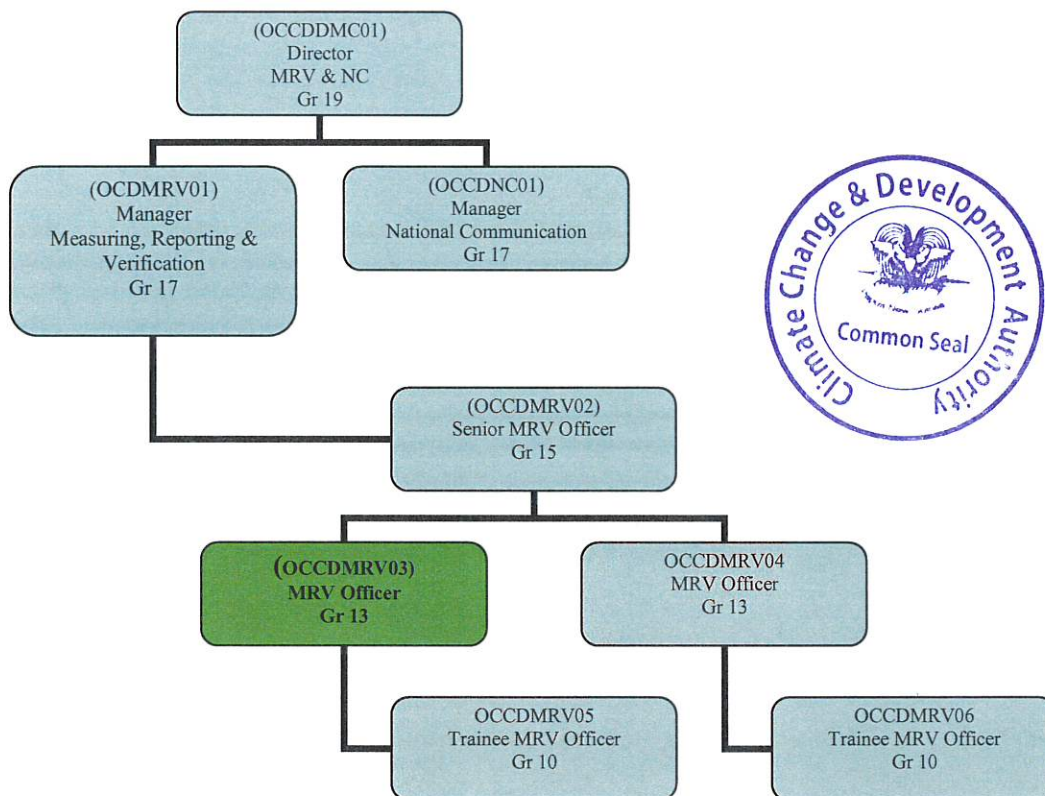 (OCCDDMC01)
Director
MRV & NC
Gr 19
(OCDMRV01)
Manager
Measuring, Reporting &
Verification
Gr 17
(OCCDNC01)
Manager
National Communication
Gr 17
Climate Change & Development Authority
Common Seal
(OCCDMRV02)
Senior MRV Officer
Gr 15
(OCCDMRV03)
MRV Officer
Gr 13
OCCDMRV04
MRV Officer
Gr 13
OCCDMRV05
Trainee MRV Officer
Gr 10
OCCDMRV06
Trainee MRV Officer
Gr 10